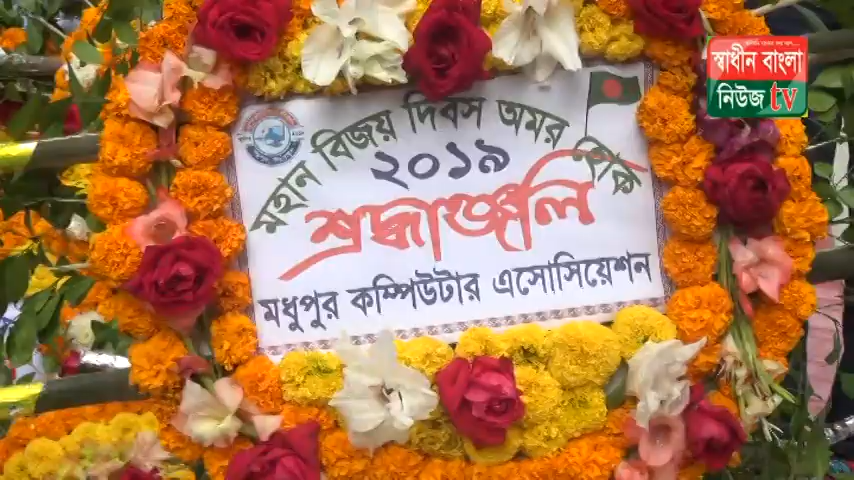 মহান বিজয় দিবস অমর হোক
২০১৯
শ্রদ্ধাঞ্জলি
মধুপুর কম্পিউটার এসোসিয়েশন
স্বাধীন বাংলা
নিউজ tv